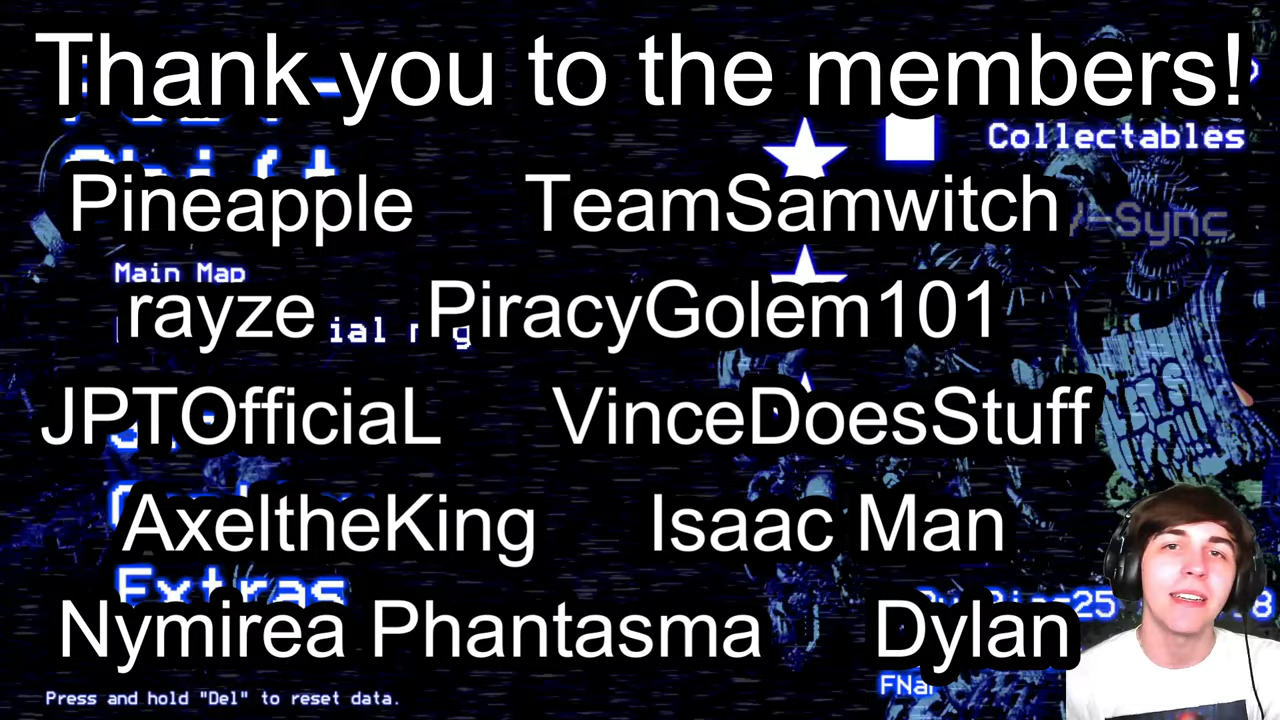 Thank you to the members!
Collectables
Pineapple TeamSamwitch
V-Sync
Main Map
rayze PiracyGolem101
JPTOfficiaL VinceDoesStuff
AxeltheKing Isaac Man
Extras
Nymirea Phantasma Dylan
Press and hold "Del" to reset data.